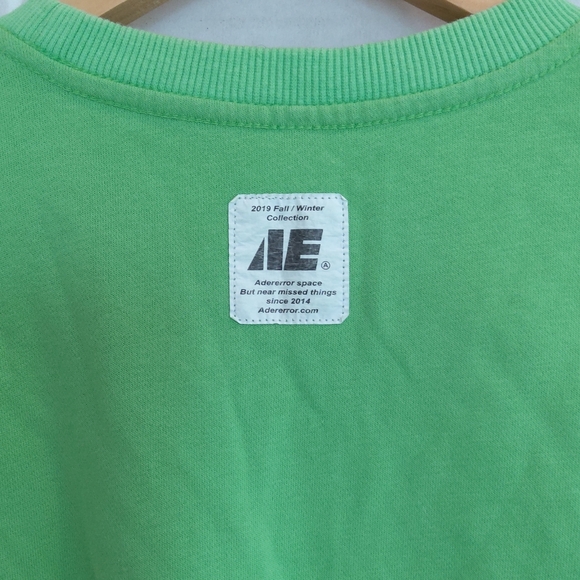 2019 Fall / Winter
Collection
AE Ⓐ
Adererror space
But near missed things
since 2014
Adererror.com